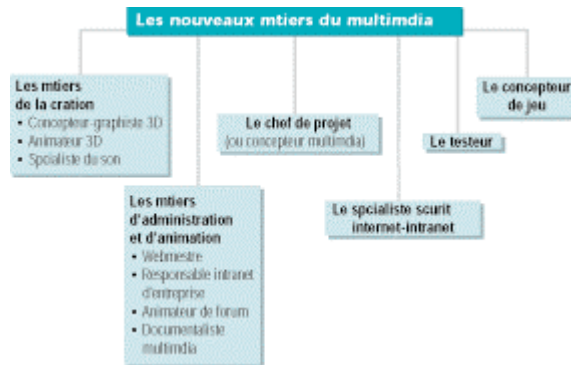 Les nouveaux mtiers du multimdia
Les mtiers
de la cration
• Concepteur-graphiste 3D
• Animateur 3D
• Spcialiste du son
Les mtiers
d'administration
et d'animation
• Webmestre
• Responsable intranet
d'entreprise
• Animateur de forum
• Documentaliste
multimdia
Le chef de projet
(ou concepteur multimdia)
Le spcialiste scurit
internet-intranet
Le testeur
Le concepteur
de jeu